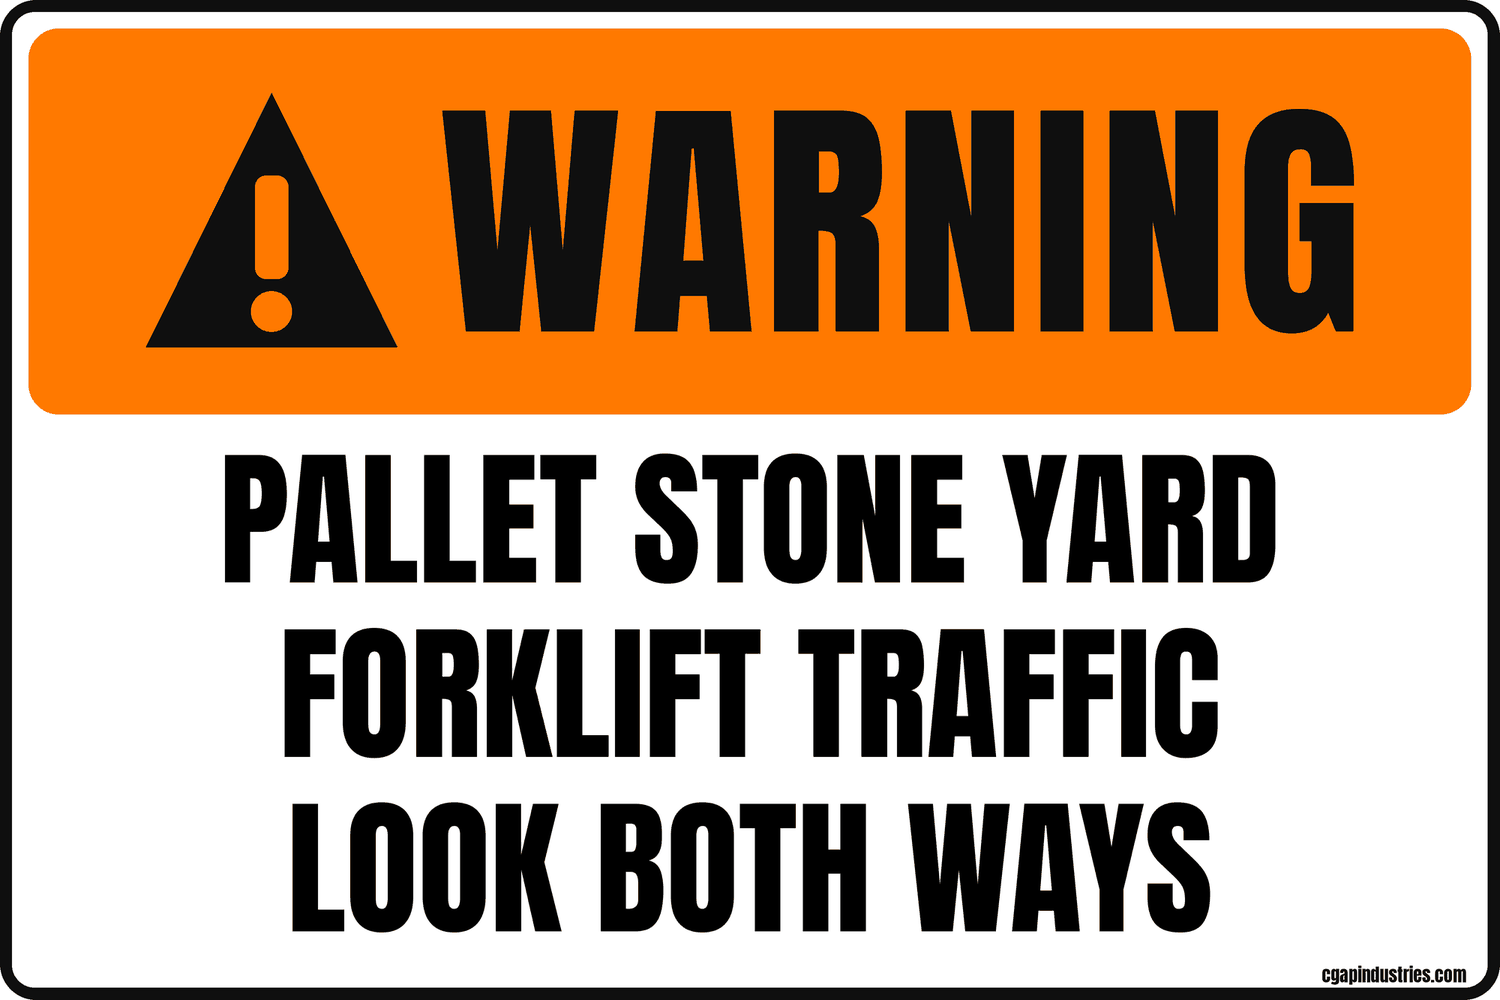 WARNING
PALLET STONE YARD
FORKLIFT TRAFFIC
LOOK BOTH WAYS
cgapindustries.com